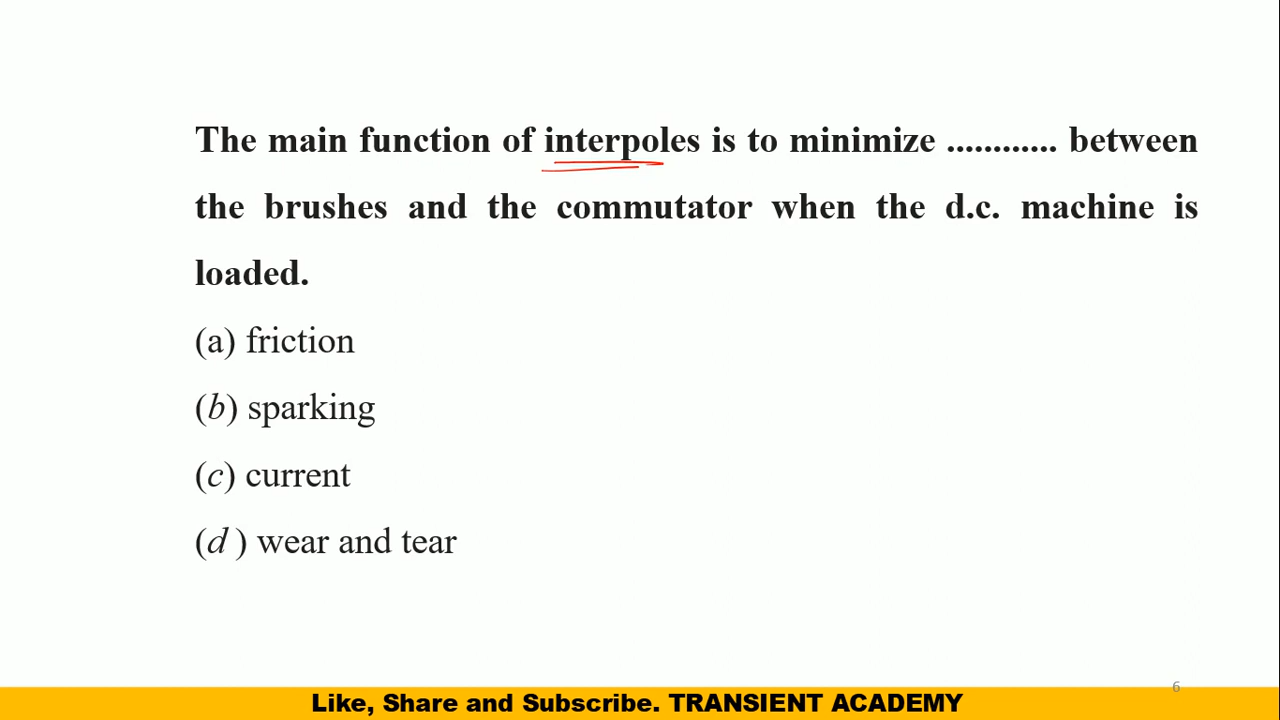 The main function of interpoles is to minimize ............ between
the brushes and the commutator when the d.c. machine is
loaded.
(a) friction
(b) sparking
(c) current
(d ) wear and tear
6
Like, Share and Subscribe. TRANSIENT ACADEMY